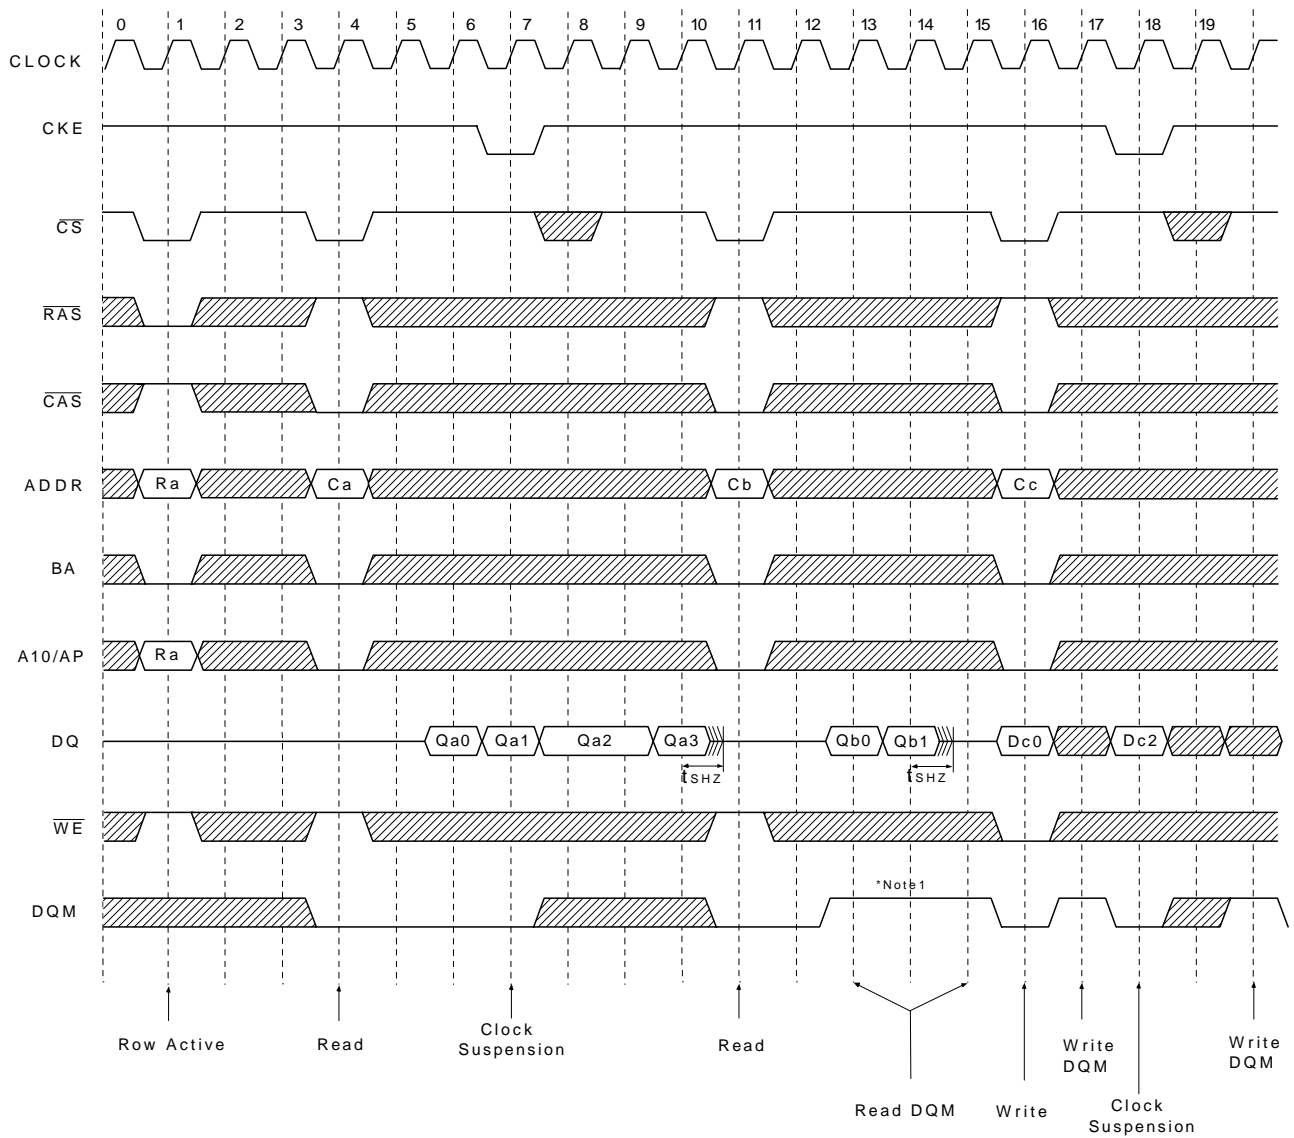 0 1 2 3 4 5 6 7 8 9 10 11 12 13 14 15 16 17 18 19
CLOCK
CKE
CS
RAS
CAS
ADDR Ra Ca Cb Cc
BA
A10/AP Ra
DQ Qa0 Qa1 Qa2 Qa3 Qb0 Qb1 Dc0 Dc2
tSHZ tSHZ
WE
*Note1
DQM
Row Active Read Clock Suspension Read Write DQM Write DQM
Read DQM Write Clock Suspension